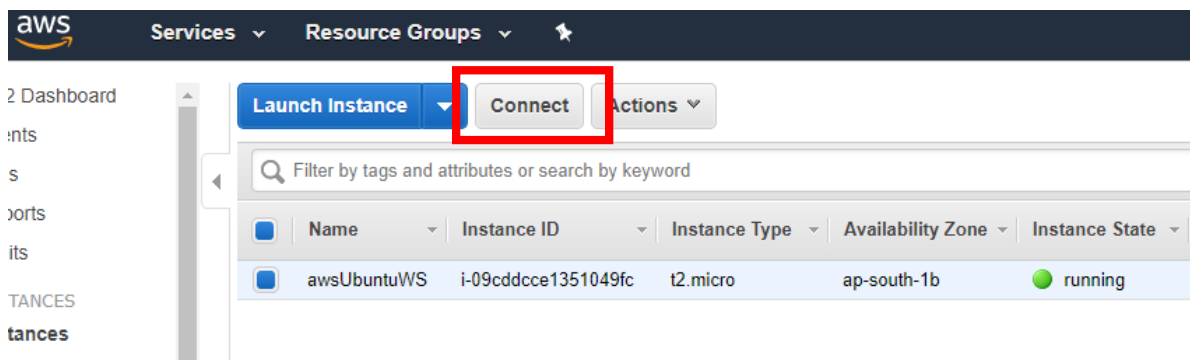 aws Services Resource Groups
2 Dashboard
Launch Instance Connect Actions
ents
Filter by tags and attributes or search by keyword
s
ports
Name Instance ID Instance Type Availability Zone Instance State
its
awsUbuntuWS i-09cddcce1351049fc t2.micro ap-south-1b running
TANCES
tances